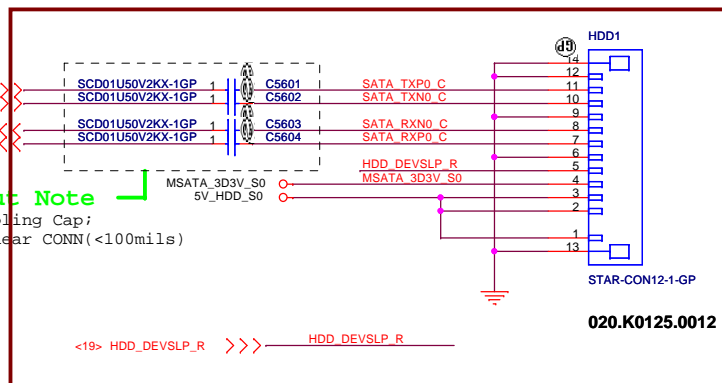 HDD1
GP
14
12
SCD01U50V2KX-1GP 1 C5601 SATA_TXP0_C 11
SCD01U50V2KX-1GP 1 C5602 SATA_TXN0_C 10
9
SCD01U50V2KX-1GP 1 C5603 SATA_RXN0_C 8
SCD01U50V2KX-1GP 1 C5604 SATA_RXP0_C 7
6
HDD_DEVSLP_R 5
MSATA_3D3V_S0 MSATA_3D3V_S0 4
5V_HDD_S0 3
2
Note
Cap;
CONN(<100mils)
1
13
STAR-CON12-1-GP
020.K0125.0012
<19> HDD_DEVSLP_R HDD_DEVSLP_R